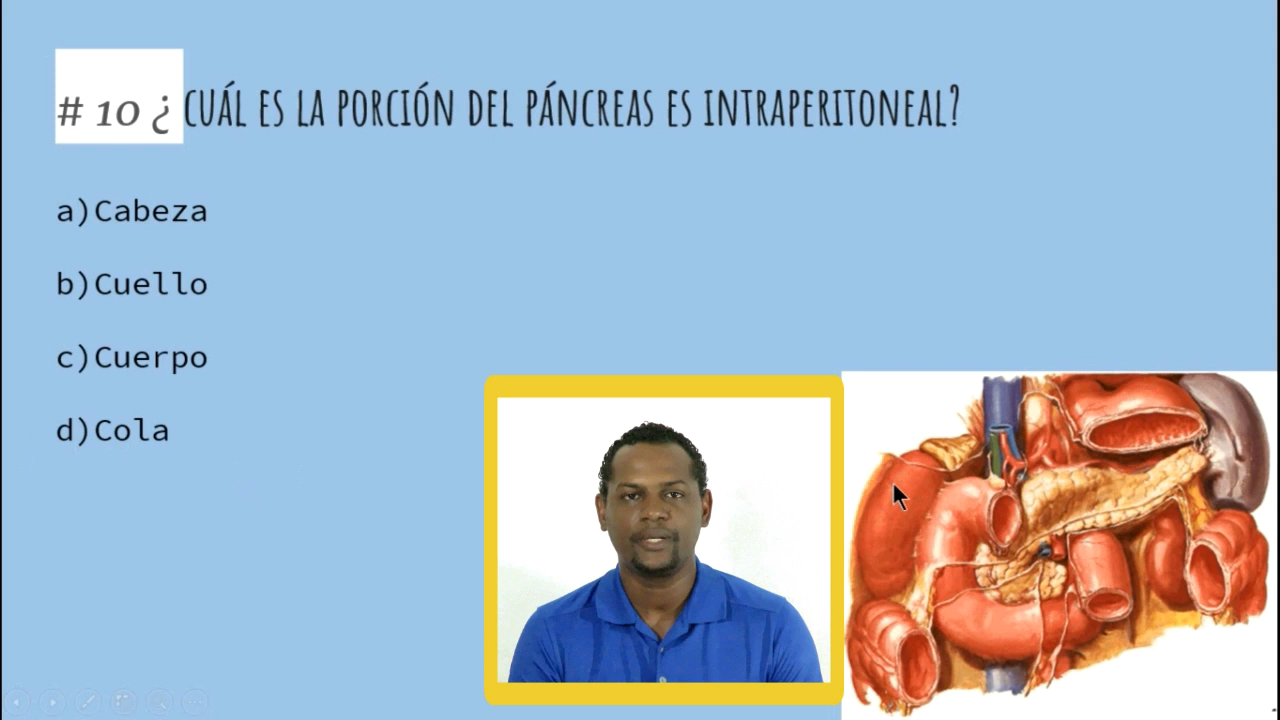 # 10 ¿ CUÁL ES LA PORCIÓN DEL PÁNCREAS ES INTRAPERITONEAL?
a)Cabeza
b)Cuello
c)Cuerpo
d)Cola